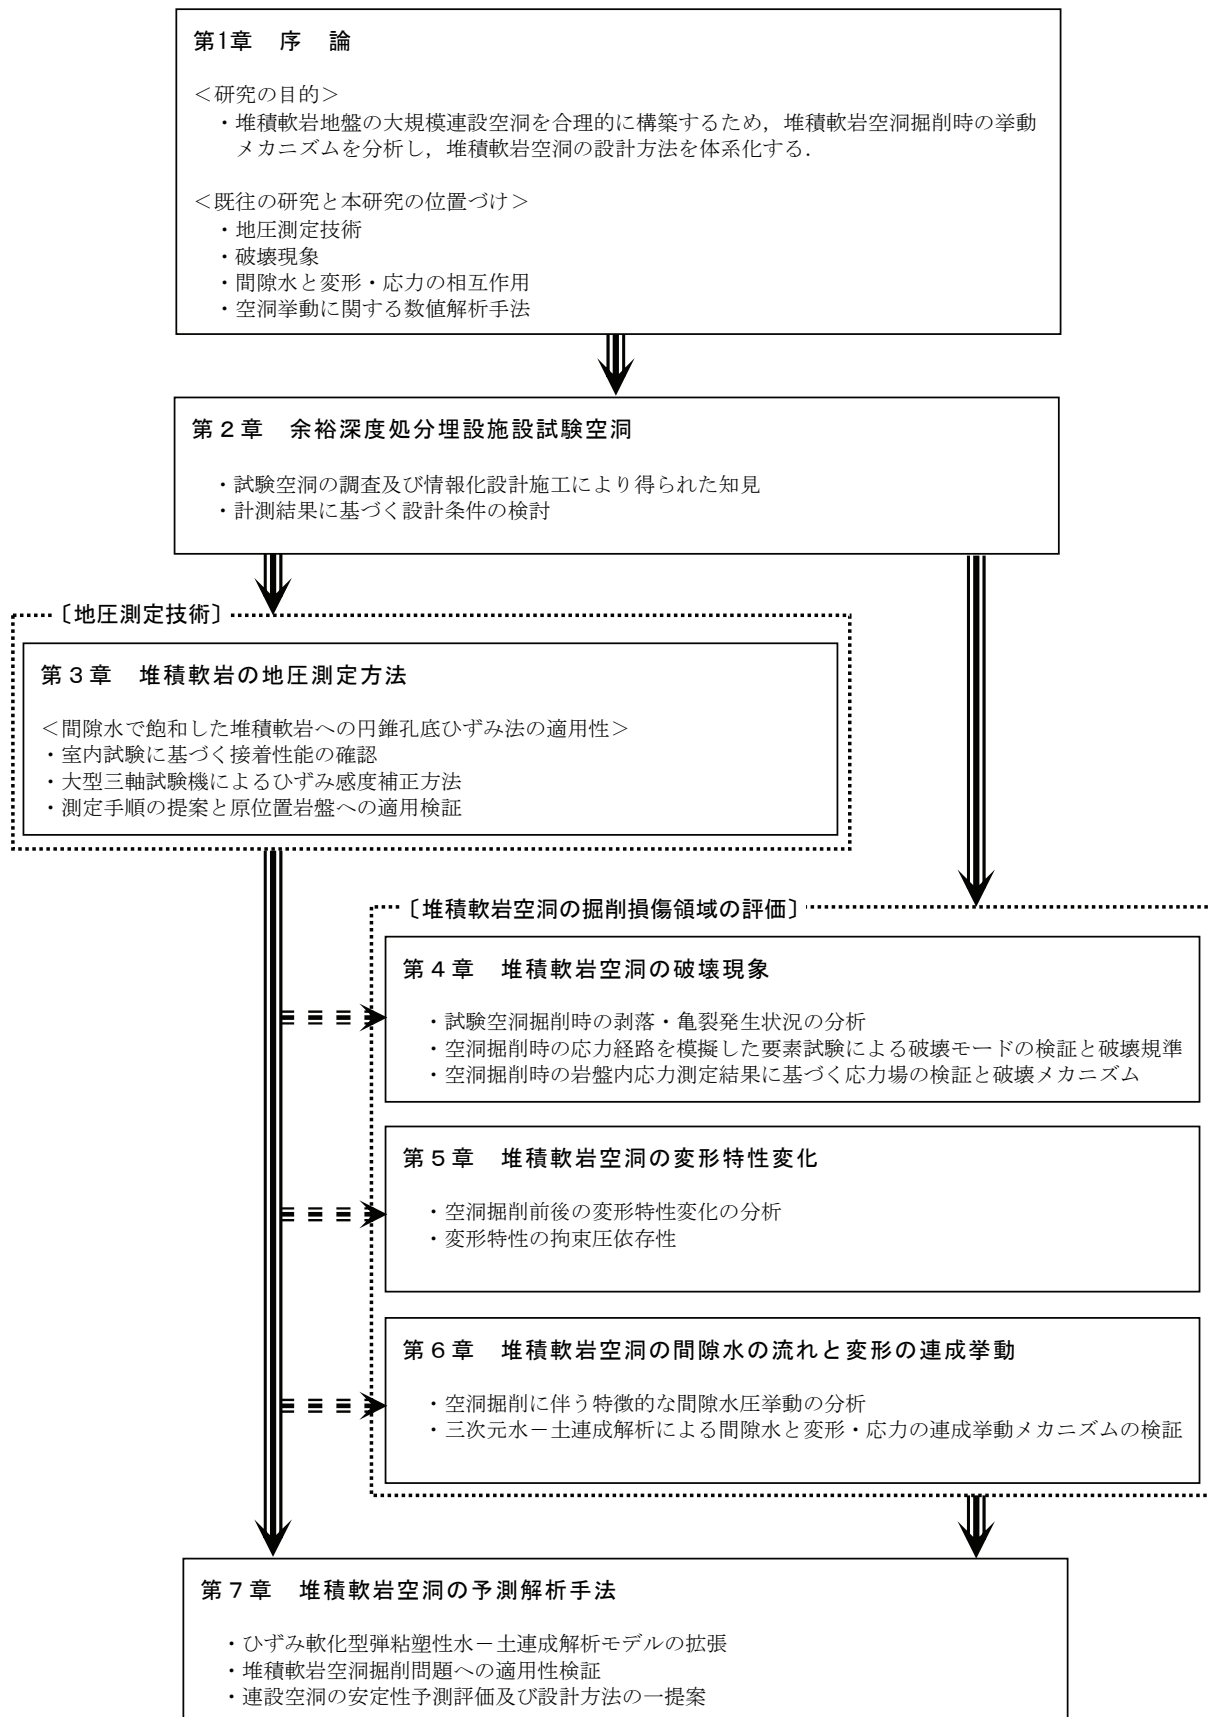 第1章　序　論
＜研究の目的＞
・堆積軟岩地盤の大規模連設空洞を合理的に構築するため，堆積軟岩空洞掘削時の挙動
メカニズムを分析し，堆積軟岩空洞の設計方法を体系化する．
＜既往の研究と本研究の位置づけ＞
・地圧測定技術
・破壊現象
・間隙水と変形・応力の相互作用
・空洞挙動に関する数値解析手法
第２章　余裕深度処分埋設施設試験空洞
・試験空洞の調査及び情報化設計施工により得られた知見
・計測結果に基づく設計条件の検討
〔地圧測定技術〕
第３章　堆積軟岩の地圧測定方法
＜間隙水で飽和した堆積軟岩への円錐孔底ひずみ法の適用性＞
・室内試験に基づく接着性能の確認
・大型三軸試験機によるひずみ感度補正方法
・測定手順の提案と原位置岩盤への適用検証
〔堆積軟岩空洞の掘削損傷領域の評価〕
第４章　堆積軟岩空洞の破壊現象
・試験空洞掘削時の剥落・亀裂発生状況の分析
・空洞掘削時の応力経路を模擬した要素試験による破壊モードの検証と破壊規準
・空洞掘削時の岩盤内応力測定結果に基づく応力場の検証と破壊メカニズム
第５章　堆積軟岩空洞の変形特性変化
・空洞掘削前後の変形特性変化の分析
・変形特性の拘束圧依存性
第６章　堆積軟岩空洞の間隙水の流れと変形の連成挙動
・空洞掘削に伴う特徴的な間隙水圧挙動の分析
・三次元水－土連成解析による間隙水と変形・応力の連成挙動メカニズムの検証
第７章　堆積軟岩空洞の予測解析手法
・ひずみ軟化型弾粘塑性水－土連成解析モデルの拡張
・堆積軟岩空洞掘削問題への適用性検証
・連設空洞の安定性予測評価及び設計方法の一提案